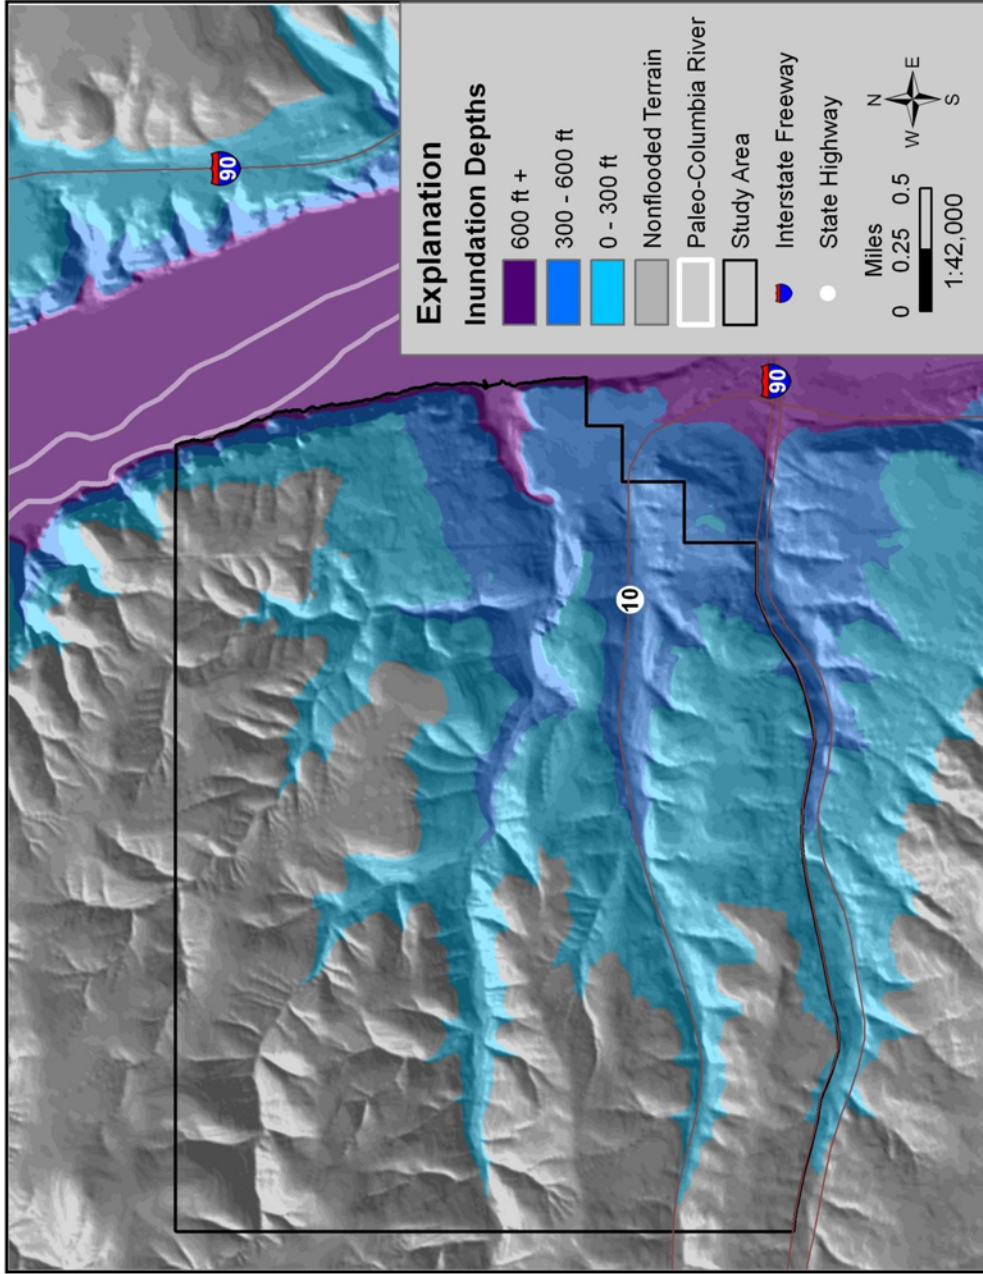 90
10
90
Explanation
Inundation Depths
600 ft +
300 - 600 ft
0 - 300 ft
Nonflooded Terrain
Paleo-Columbia River
Study Area
Interstate Freeway
State Highway
Miles
0 0.25 0.5
1:42,000
N
W E
S